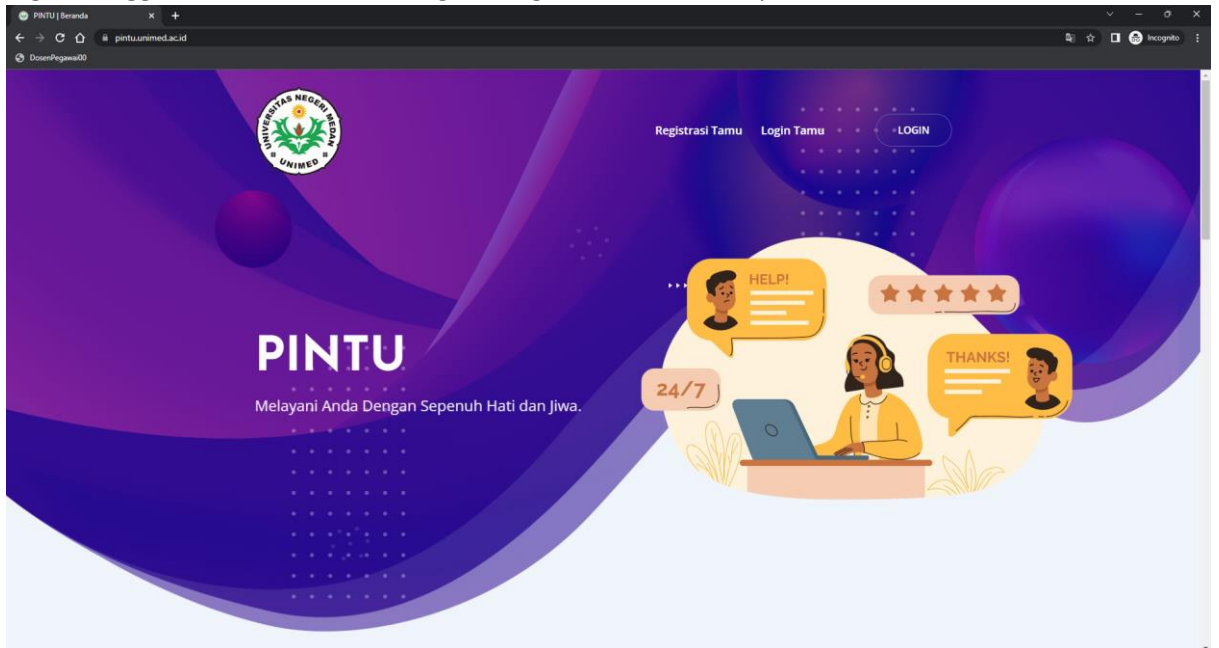 PINTU | Beranda
pintu.unimed.ac.id
Incognito
DosenPegawai00
UNIVERSITAS NEGERI MEDAN
UNIMED
Registrasi Tamu Login Tamu LOGIN
HELP!
THANKS!
24/7
PINTU
Melayani Anda Dengan Sepenuh Hati dan Jiwa.